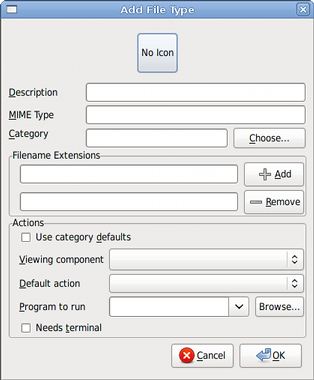 Add File Type
No Icon
Description
MIME Type
Category
Choose...
Filename Extensions
Add
Remove
Actions
Use category defaults
Viewing component
Default action
Program to run
Browse...
Needs terminal
Cancel
OK